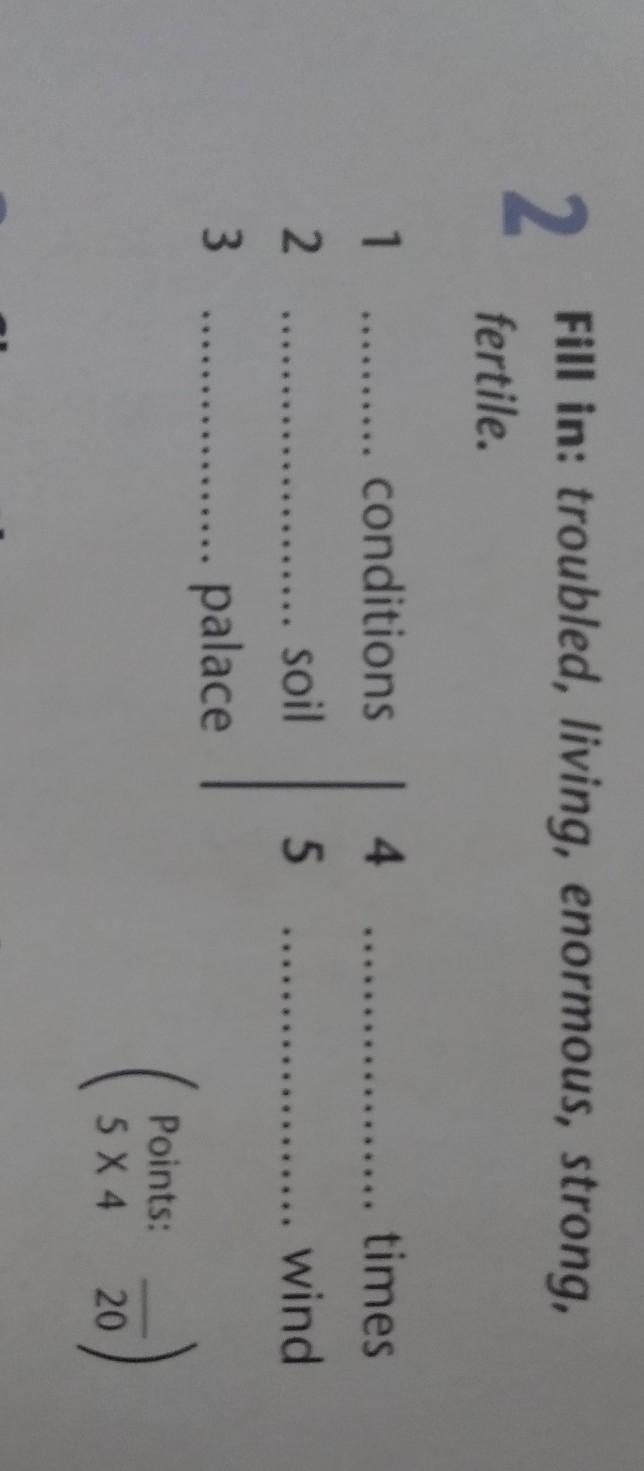 2 Fill in: troubled, living, enormous, strong,
fertile.
1 ........... conditions
2 ........................ soil
3 ................... palace
4 ..................... times
5 ...................... wind
Points:
5 X 4
20